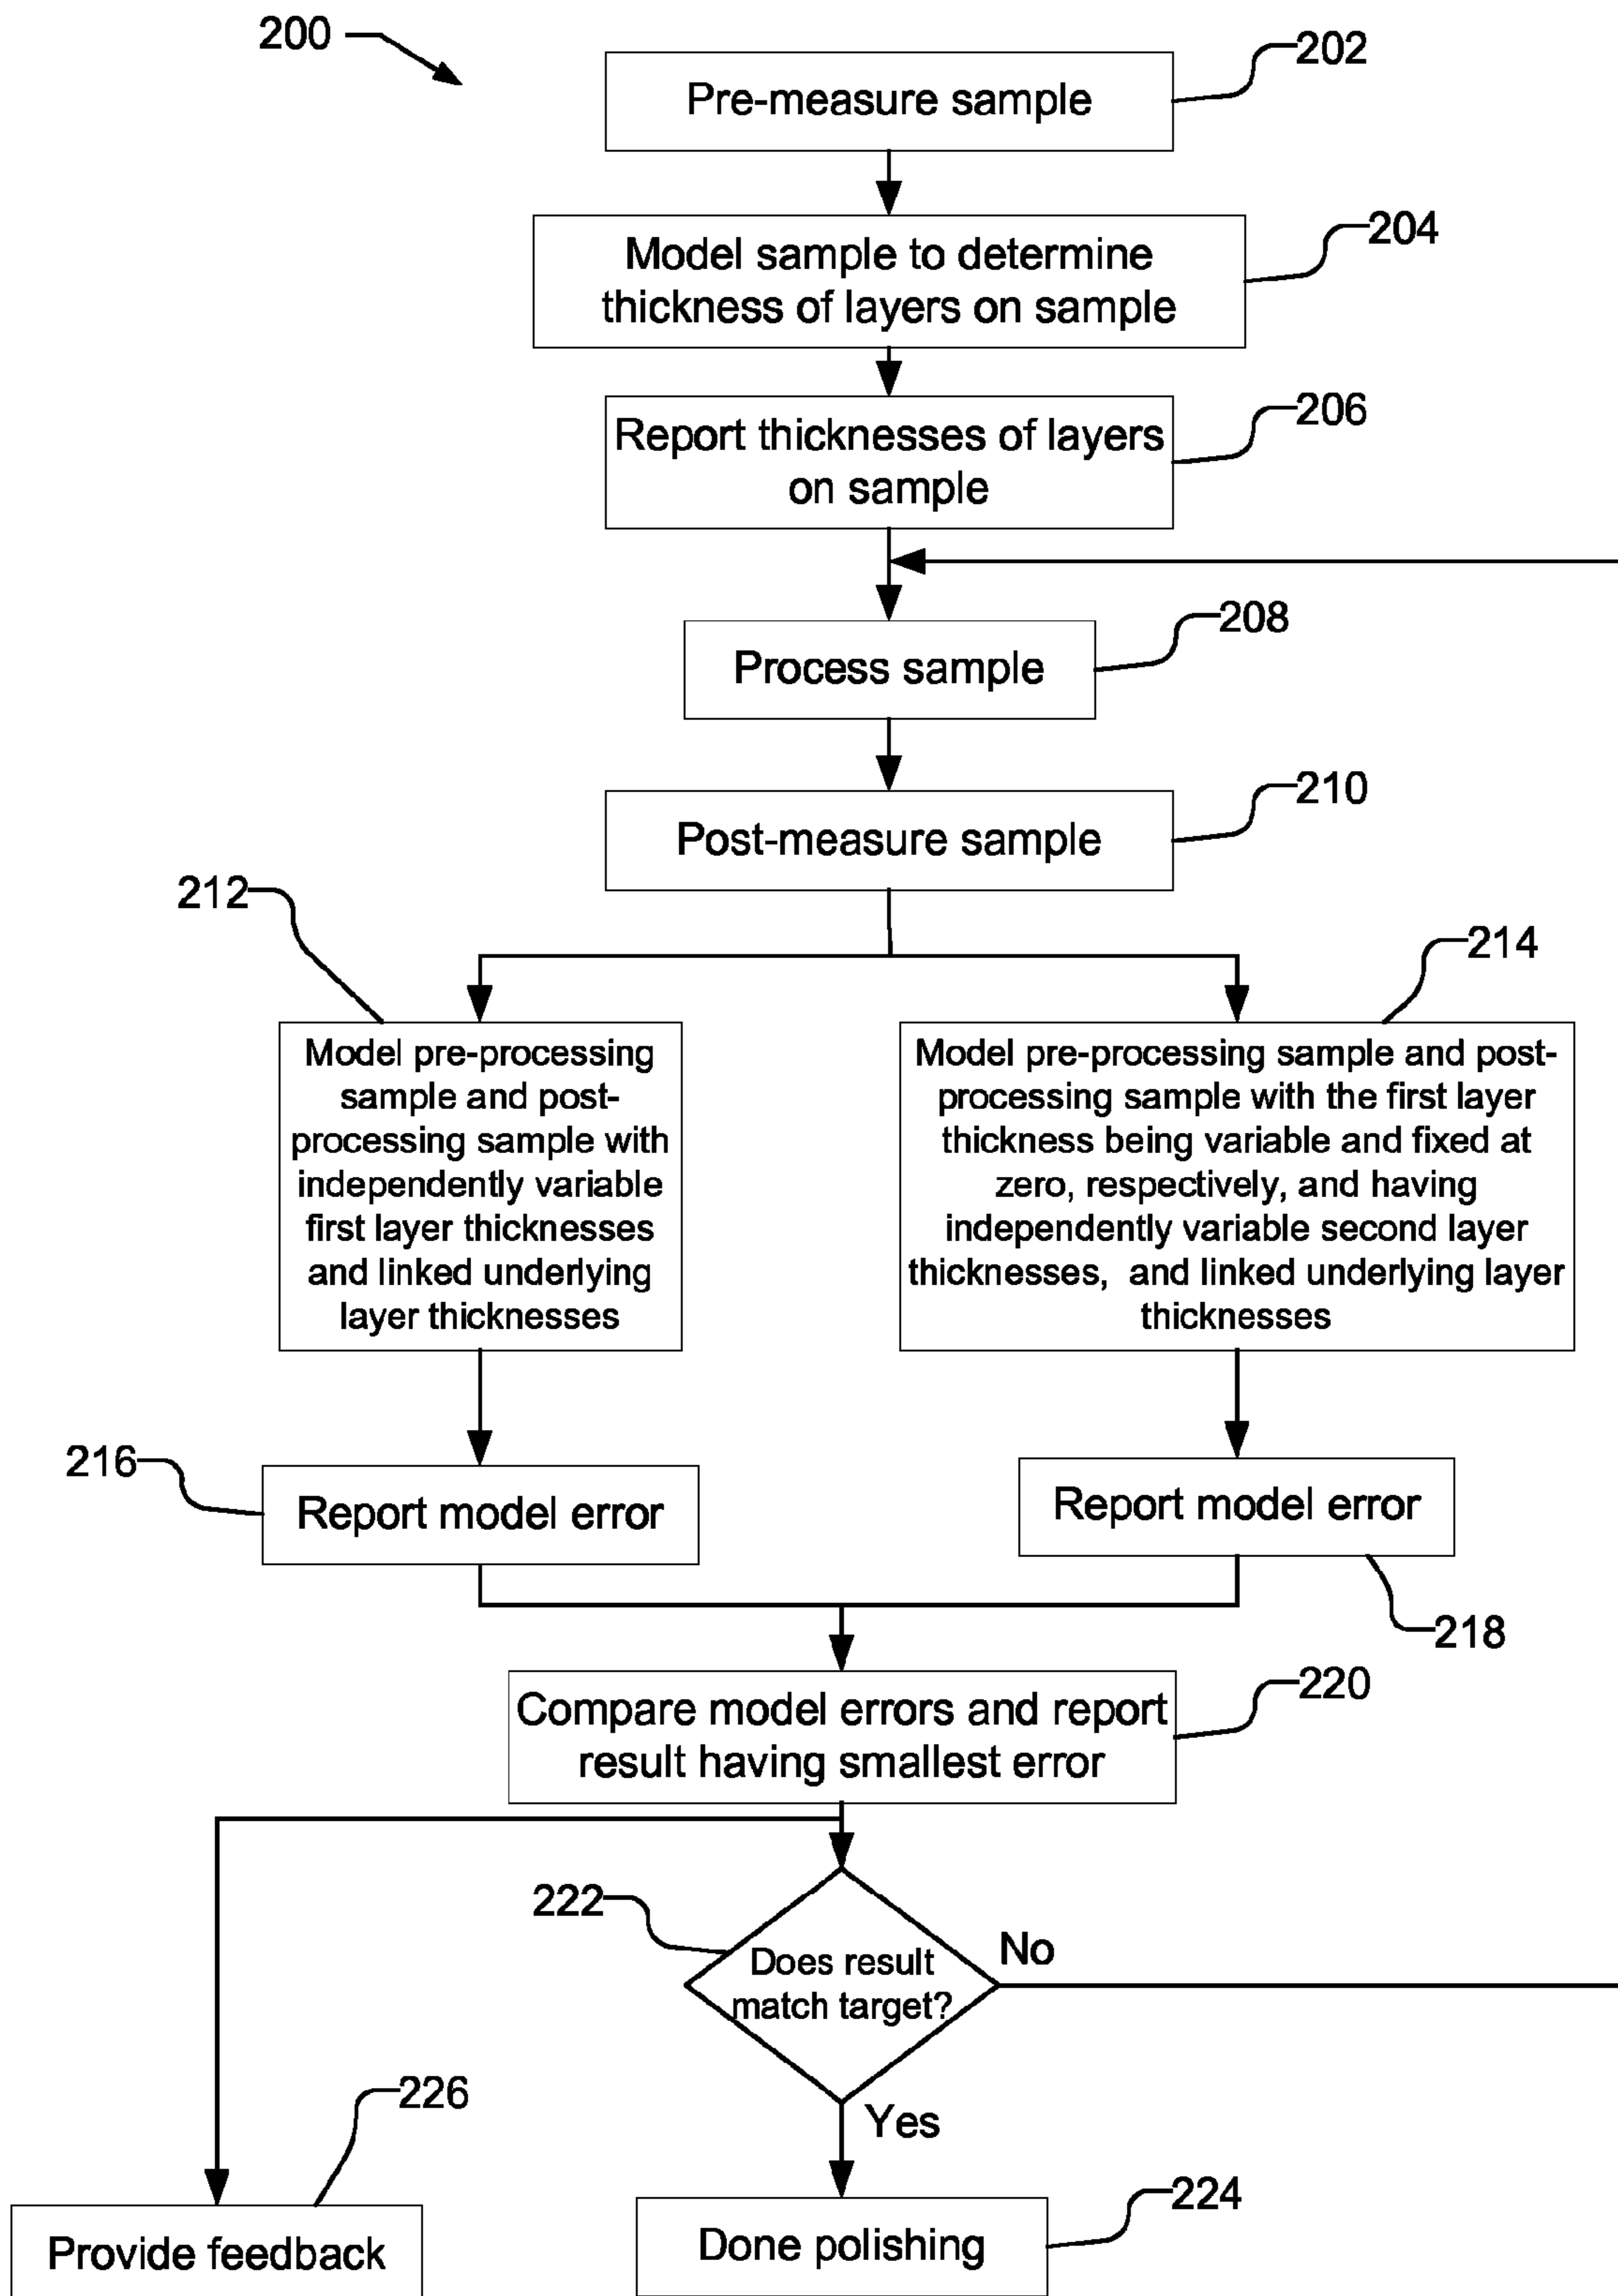 200
202
Pre-measure sample
204
Model sample to determine
thickness of layers on sample
206
Report thicknesses of layers
on sample
208
Process sample
210
Post-measure sample
212
214
Model pre-processing
sample and post-
processing sample with
independently variable
first layer thicknesses
and linked underlying
layer thicknesses
Model pre-processing sample and post-
processing sample with the first layer
thickness being variable and fixed at
zero, respectively, and having
independently variable second layer
thicknesses, and linked underlying layer
thicknesses
216
Report model error
Report model error
218
220
Compare model errors and report
result having smallest error
222
Does result
match target?
No
Yes
226
Provide feedback
224
Done polishing